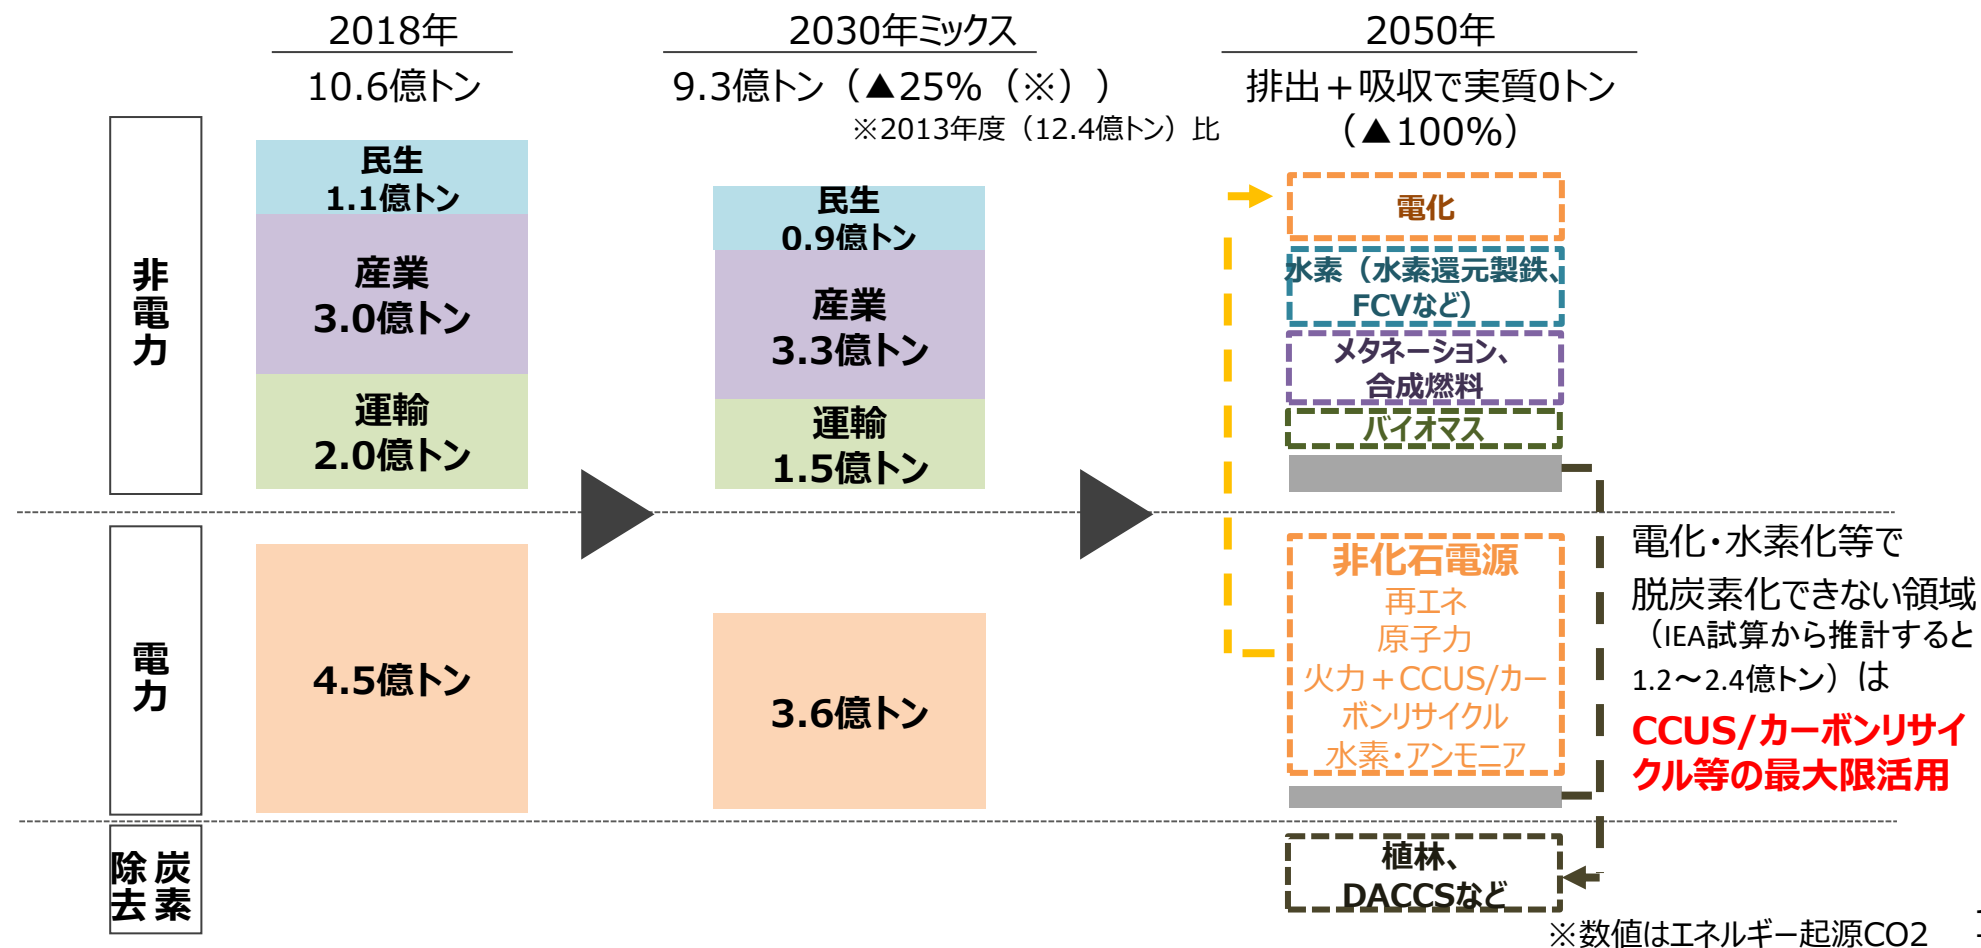 2018年
10.6億トン
2030年ミックス
9.3億トン（▲25%（※））
※2013年度（12.4億トン）比
2050年
排出＋吸収で実質0トン
（▲100%）
非電力
民生
1.1億トン
産業
3.0億トン
運輸
2.0億トン
民生
0.9億トン
産業
3.3億トン
運輸
1.5億トン
電化
水素（水素還元製鉄、
FCVなど）
メタネーション、
合成燃料
バイオマス
電力
4.5億トン
3.6億トン
非化石電源
再エネ
原子力
火力＋CCUS/カー
ボンリサイクル
水素・アンモニア
電化・水素化等で
脱炭素化できない領域
（IEA試算から推計すると
1.2～2.4億トン）は
CCUS/カーボンリサイ
クル等の最大限活用
炭素
除去
植林、
DACCSなど
※数値はエネルギー起源CO2